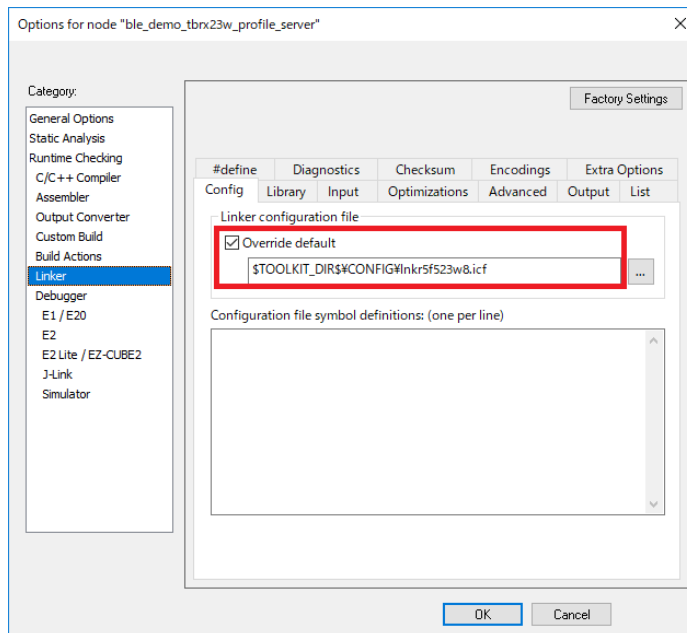 Options for node "ble_demo_tbrx23w_profile_server"
Category:
General Options
Static Analysis
Runtime Checking
C/C++ Compiler
Assembler
Output Converter
Custom Build
Build Actions
Linker
Debugger
E1 / E20
E2
E2 Lite / EZ-CUBE2
J-Link
Simulator
Factory Settings
#define Diagnostics Checksum Encodings Extra Options
Config Library Input Optimizations Advanced Output List
Linker configuration file
Override default
$TOOLKIT_DIR$¥CONFIG¥lnkr5f523w8.icf
...
Configuration file symbol definitions: (one per line)
OK Cancel